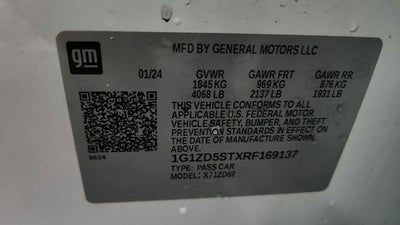 gm
MFD BY GENERAL MOTORS LLC
01/24 GVWR GAWR FRT GAWR RR
1845 KG 969 KG 876 KG
4068 LB 2137 LB 1931 LB
THIS VEHICLE CONFORMS TO ALL
APPLICABLE U.S. FEDERAL MOTOR
VEHICLE SAFETY, BUMPER, AND THEFT
PREVENTION STANDARDS IN EFFECT ON
THE DATE OF MANUFACTURE SHOWN ABOVE.
1G1ZD5STXRF169137
8624
TYPE: PASS CAR
MODEL: X71ZD69